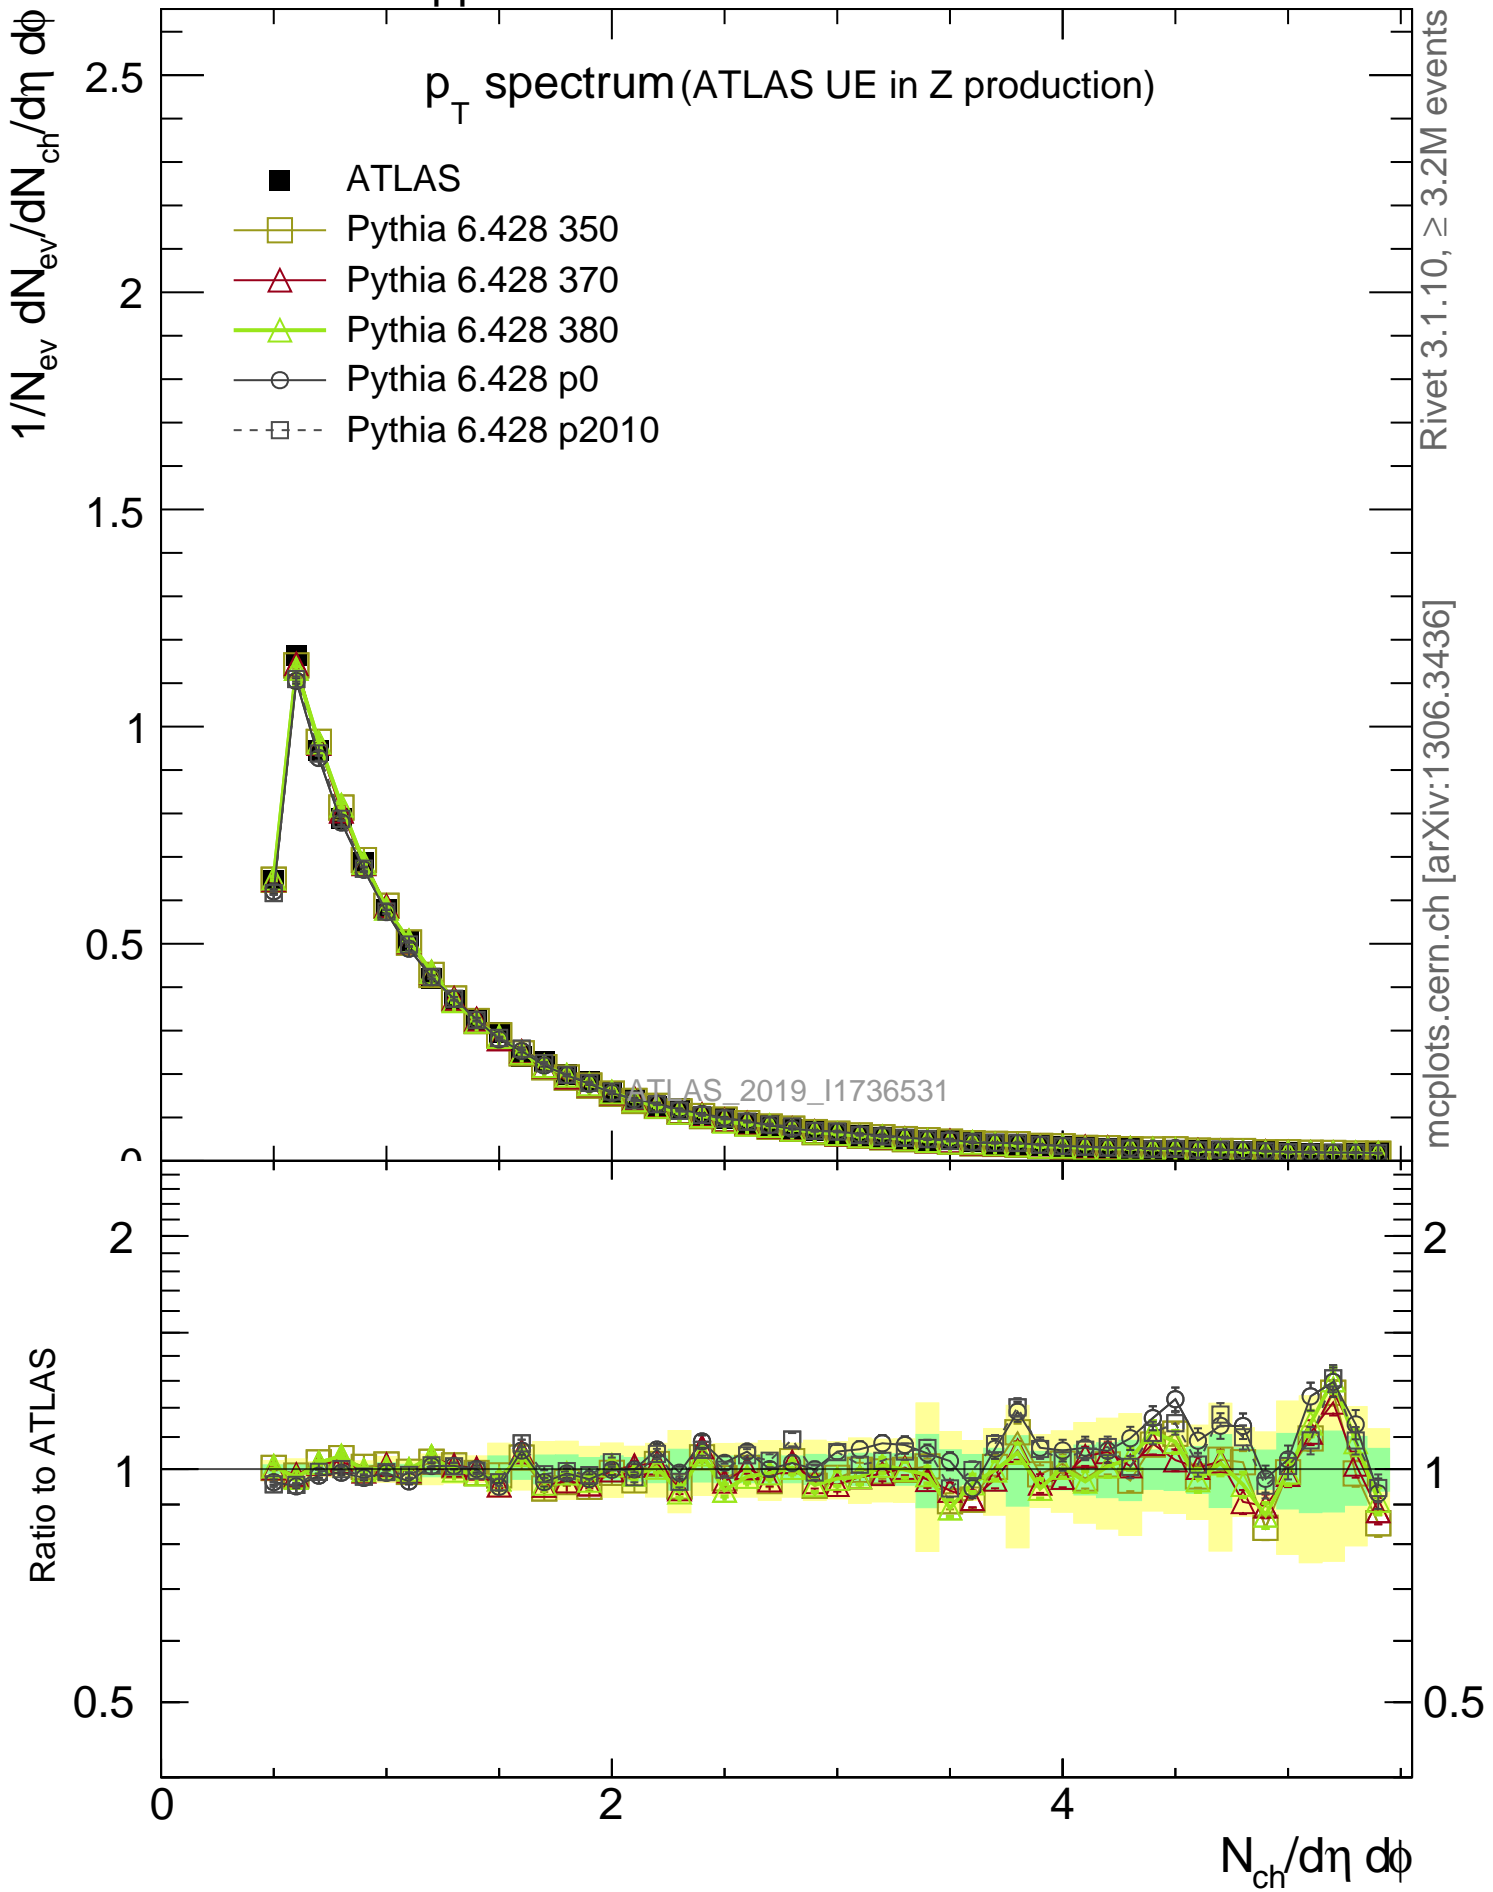 pp
1/N_ev dN_ev/dN_ch/dη dϕ
p_T spectrum (ATLAS UE in Z production)
ATLAS
Pythia 6.428 350
Pythia 6.428 370
Pythia 6.428 380
Pythia 6.428 p0
Pythia 6.428 p2010
2.5
2
1.5
1
0.5
0
ATLAS_2019_I1736531
Rivet 3.1.10, ≥ 3.2M events
mcplots.cern.ch [arXiv:1306.3436]
Ratio to ATLAS
2
1
0.5
2
1
0.5
0
2
4
N_ch/dη dϕ